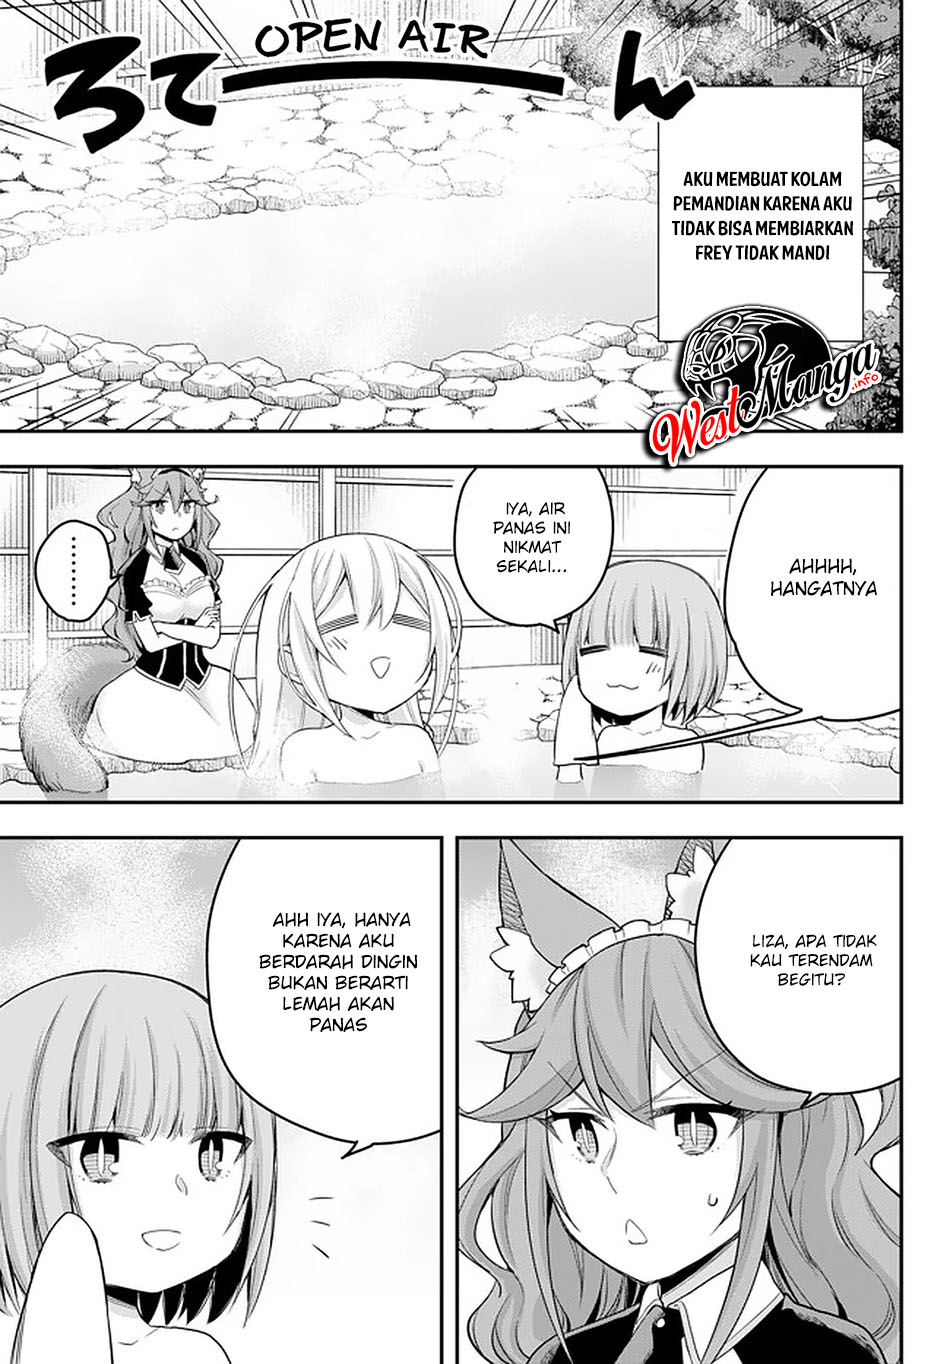 OPEN AIR
ろてーん
AKU MEMBUAT KOLAM
PEMANDIAN KARENA AKU
TIDAK BISA MEMBIARKAN
FREY TIDAK MANDI
WestManga
.info
AHHHH,
HANGATNYA
IYA, AIR
PANAS INI
NIKMAT
SEKALI...
.........
LIZA, APA TIDAK
KAU TERENDAM
BEGITU?
AHH IYA, HANYA
KARENA AKU
BERDARAH DINGIN
BUKAN BERARTI
LEMAH AKAN
PANAS